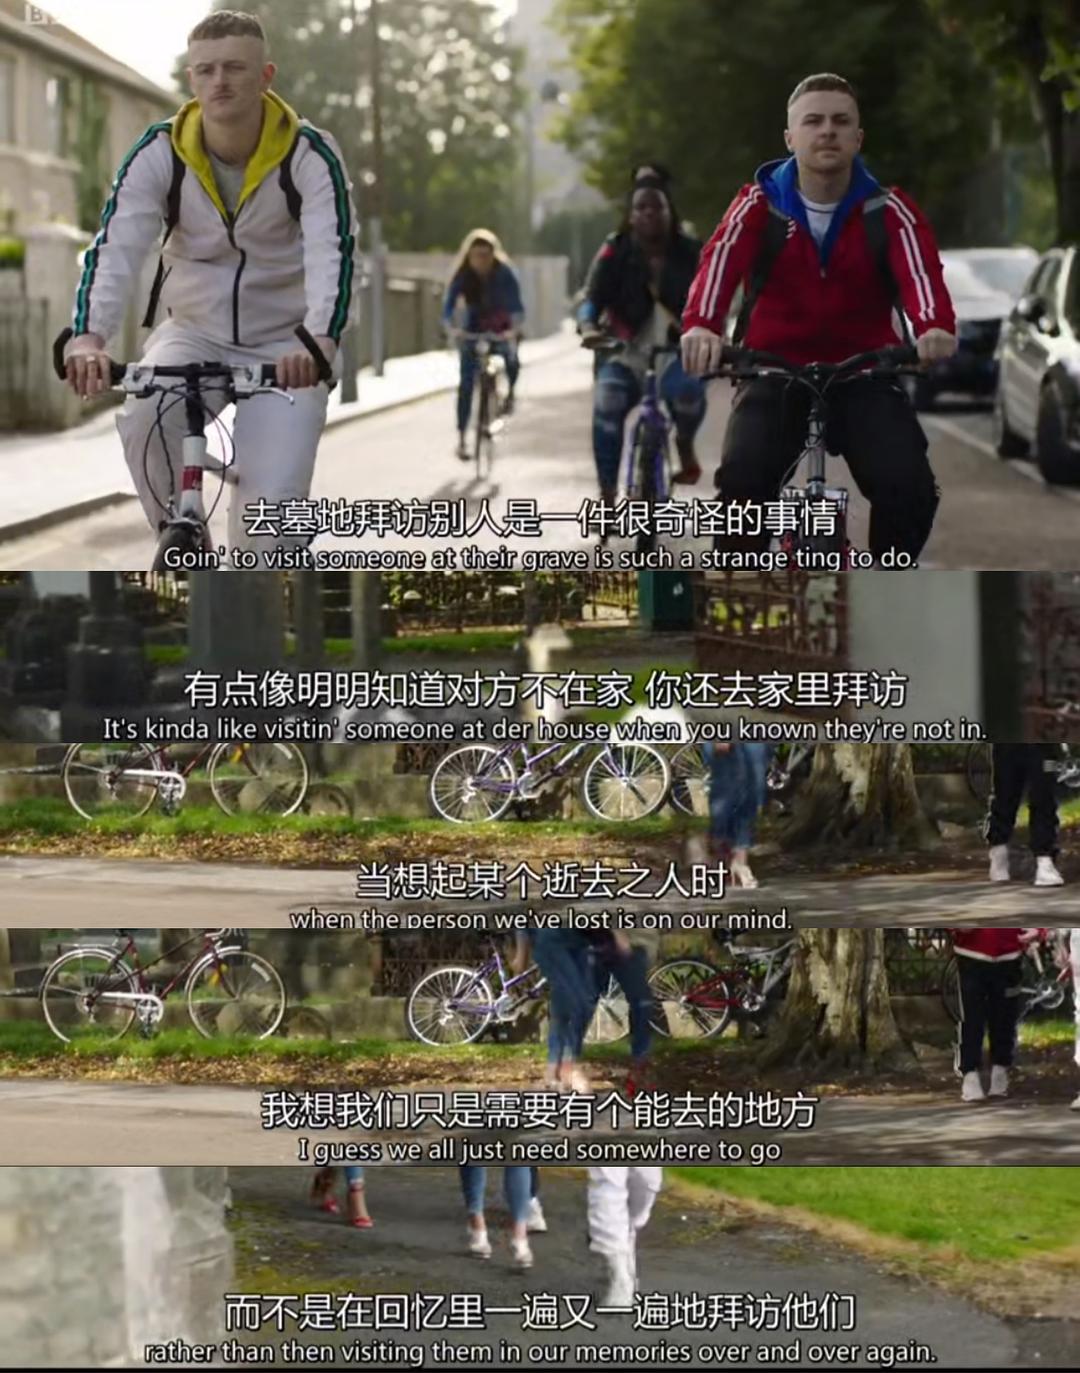 去墓地拜访别人是一件很奇怪的事情
Goin' to visit someone at their grave is such a strange ting to do.
有点像明明知道对方不在家 你还去家里拜访
It's kinda like visitin' someone at der house when you known they're not in.
当想起某个逝去之人时
when the person we've lost is on our mind.
我想我们只是需要有个能去的地方
I guess we all just need somewhere to go
而不是在回忆里一遍又一遍地拜访他们
rather than then visiting them in our memories over and over again.